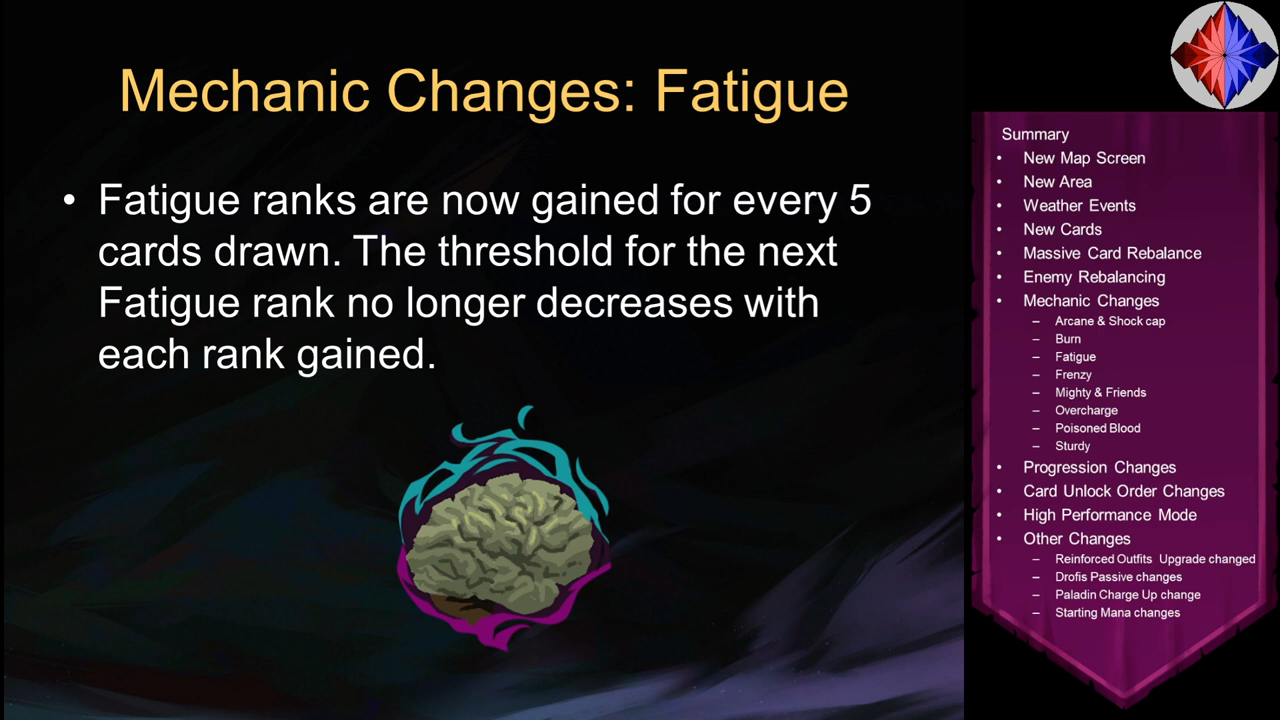 Mechanic Changes: Fatigue
• Fatigue ranks are now gained for every 5
cards drawn. The threshold for the next
Fatigue rank no longer decreases with
each rank gained.
Summary
• New Map Screen
• New Area
• Weather Events
• New Cards
• Massive Card Rebalance
• Enemy Rebalancing
• Mechanic Changes
– Arcane & Shock cap
– Burn
– Fatigue
– Frenzy
– Mighty & Friends
– Overcharge
– Poisoned Blood
– Sturdy
• Progression Changes
• Card Unlock Order Changes
• High Performance Mode
• Other Changes
– Reinforced Outfits Upgrade changed
– Drofis Passive changes
– Paladin Charge Up change
– Starting Mana changes